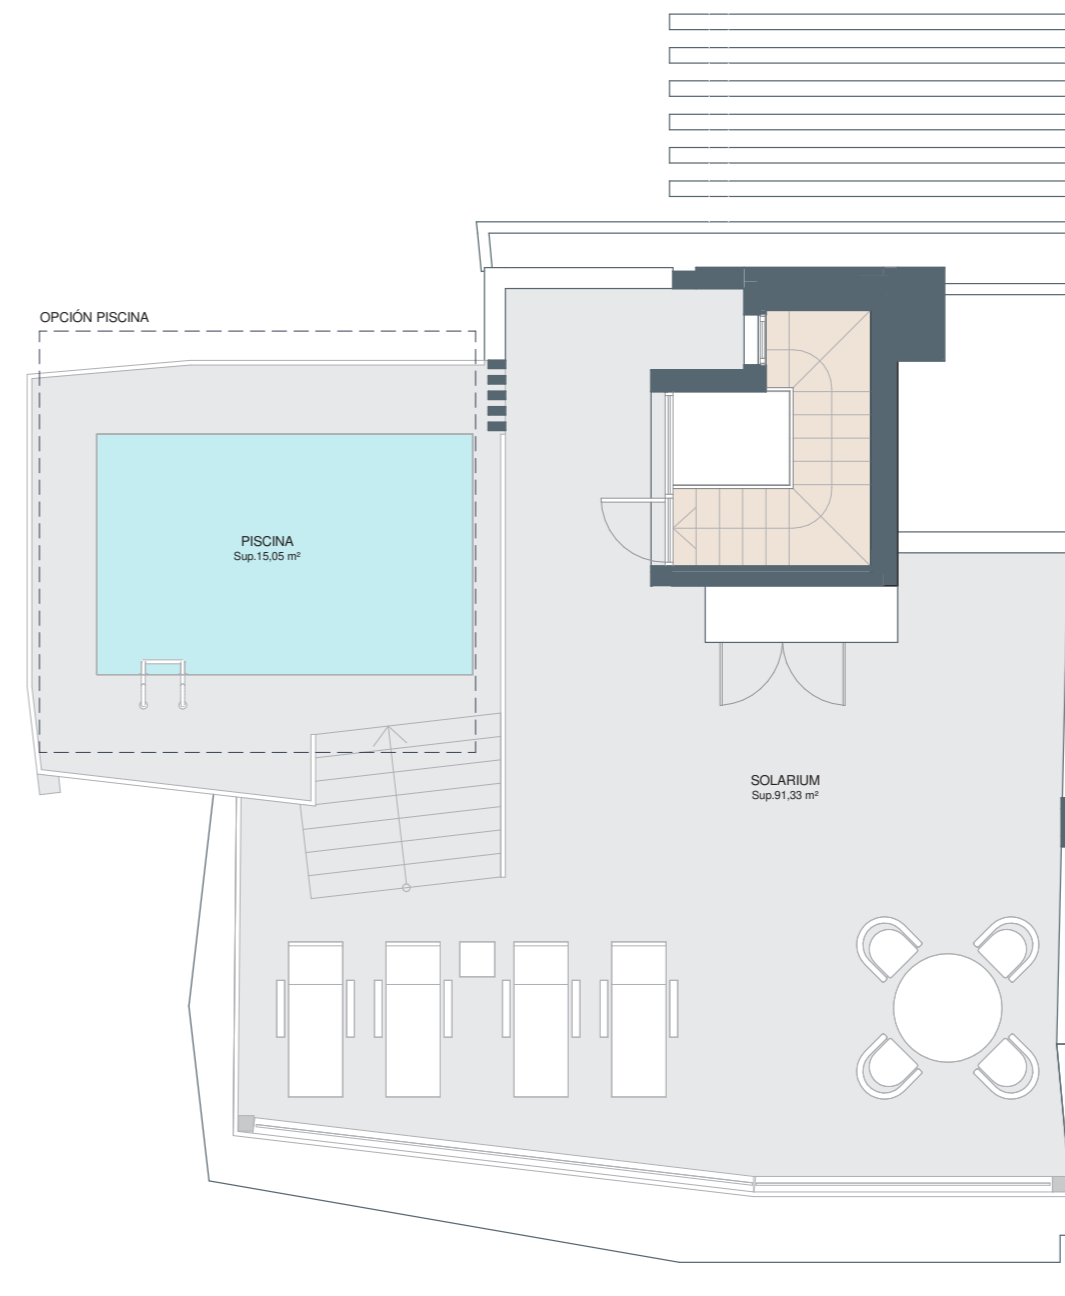 OPCIÓN PISCINA
PISCINA
Sup.15,05 m²
SOLARIUM
Sup.91,33 m²